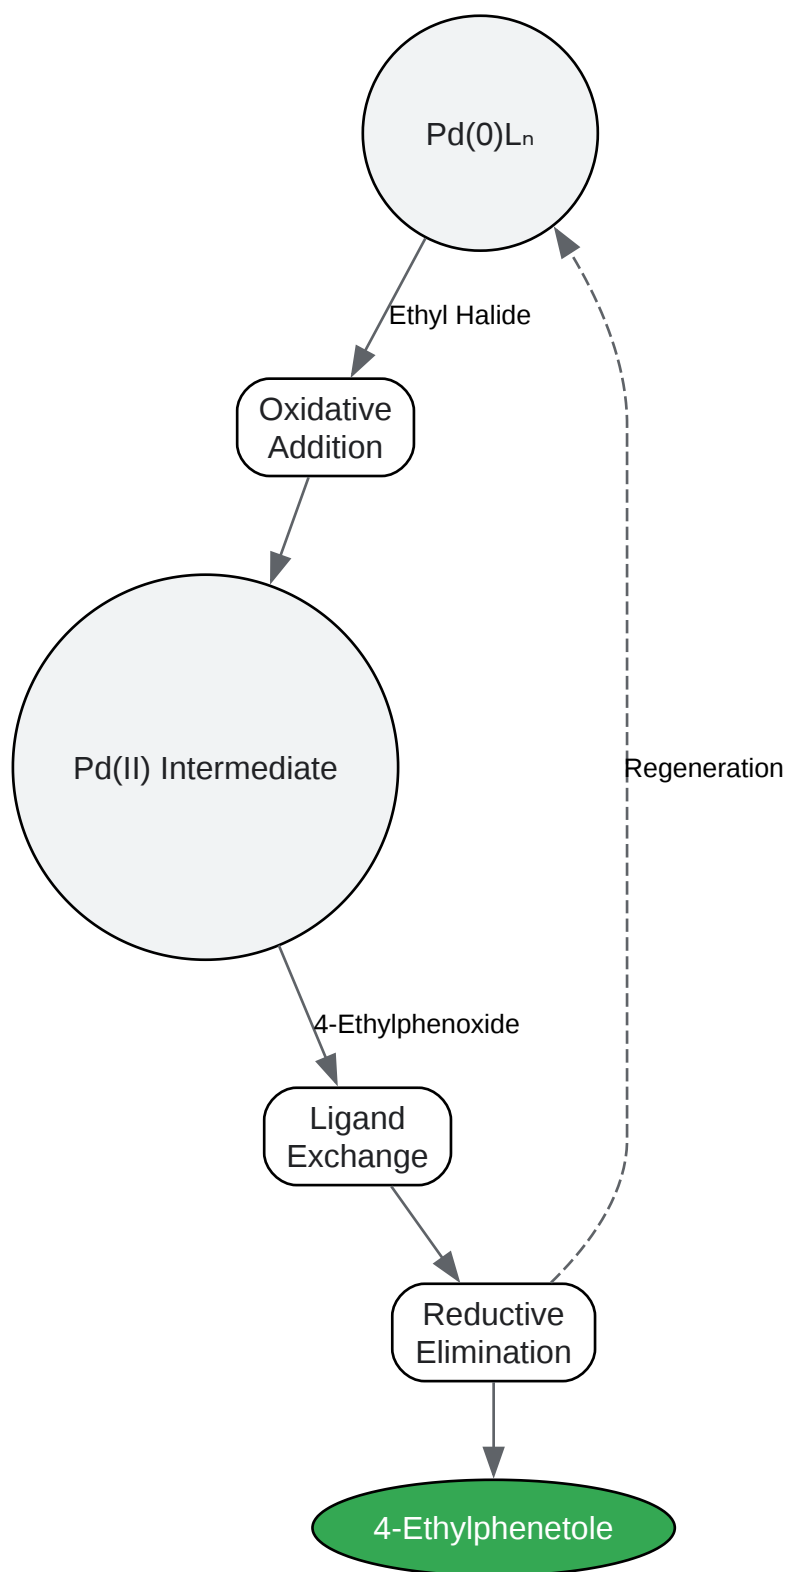 Pd(0)Lₙ
Ethyl Halide
Oxidative
Addition
Pd(II) Intermediate
Regeneration
4-Ethylphenoxide
Ligand
Exchange
Reductive
Elimination
4-Ethylphenetole